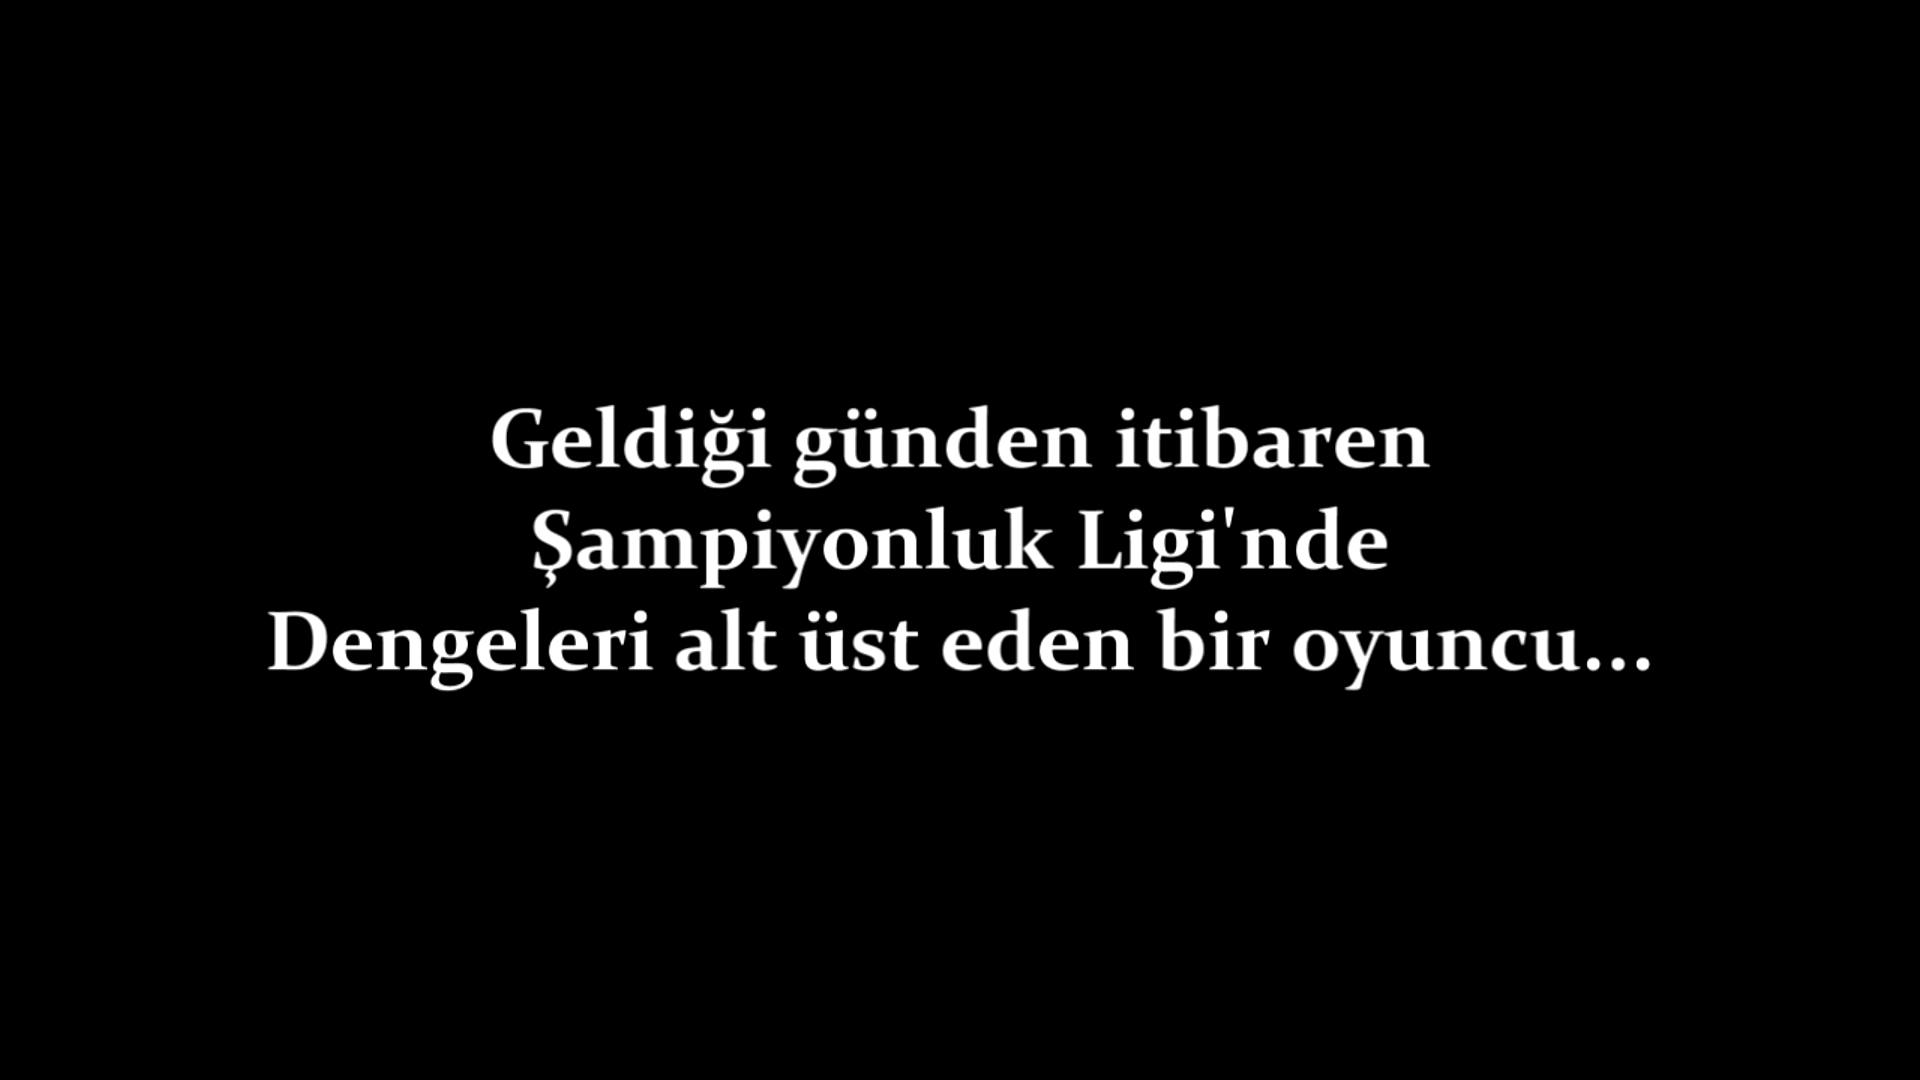 Geldiği günden itibaren
Şampiyonluk Ligi'nde
Dengeleri alt üst eden bir oyuncu...